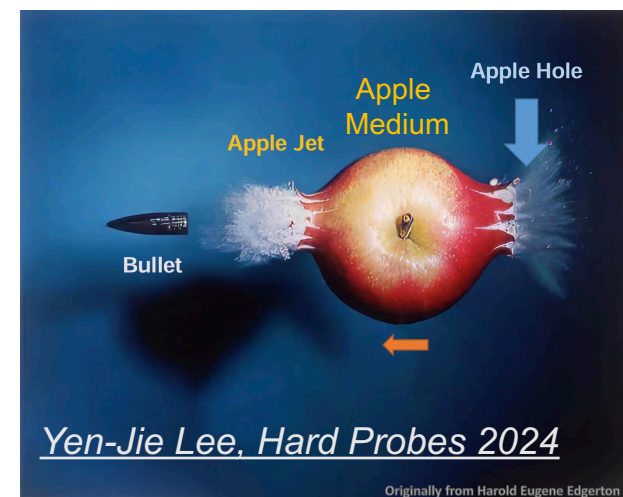 Apple Hole
Apple
Medium
Apple Jet
Bullet
Yen-Jie Lee, Hard Probes 2024
Originally from Harold Eugene Edgerton